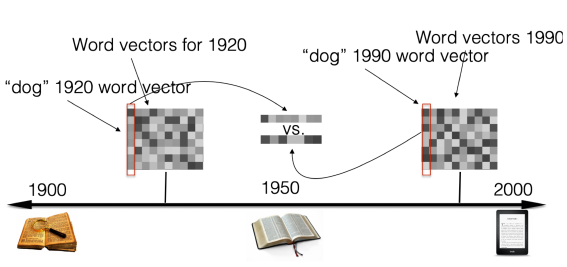 Word vectors for 1920
Word vectors 1990
“dog” 1990 word vector
“dog” 1920 word vector
vs.
1900
1950
2000